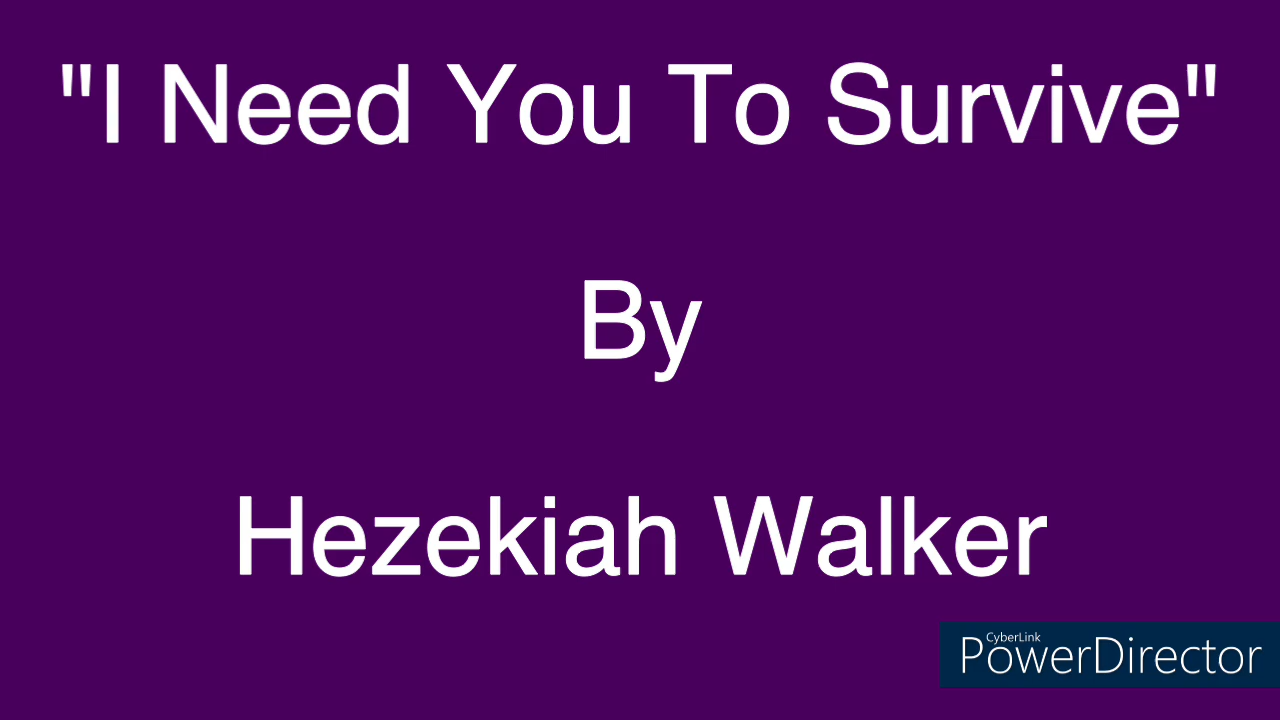 "I Need You To Survive"
By
Hezekiah Walker
CyberLink
PowerDirector